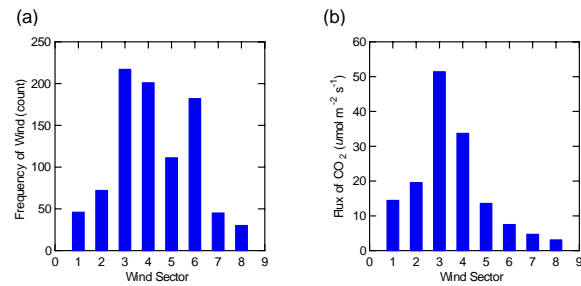 (a)
250
200
150
100
50
0
Frequency of Wind (count)
0 1 2 3 4 5 6 7 8 9
Wind Sector
(b)
60
50
40
30
20
10
0
Flux of CO2 (umol m-2 s-1)
0 1 2 3 4 5 6 7 8 9
Wind Sector